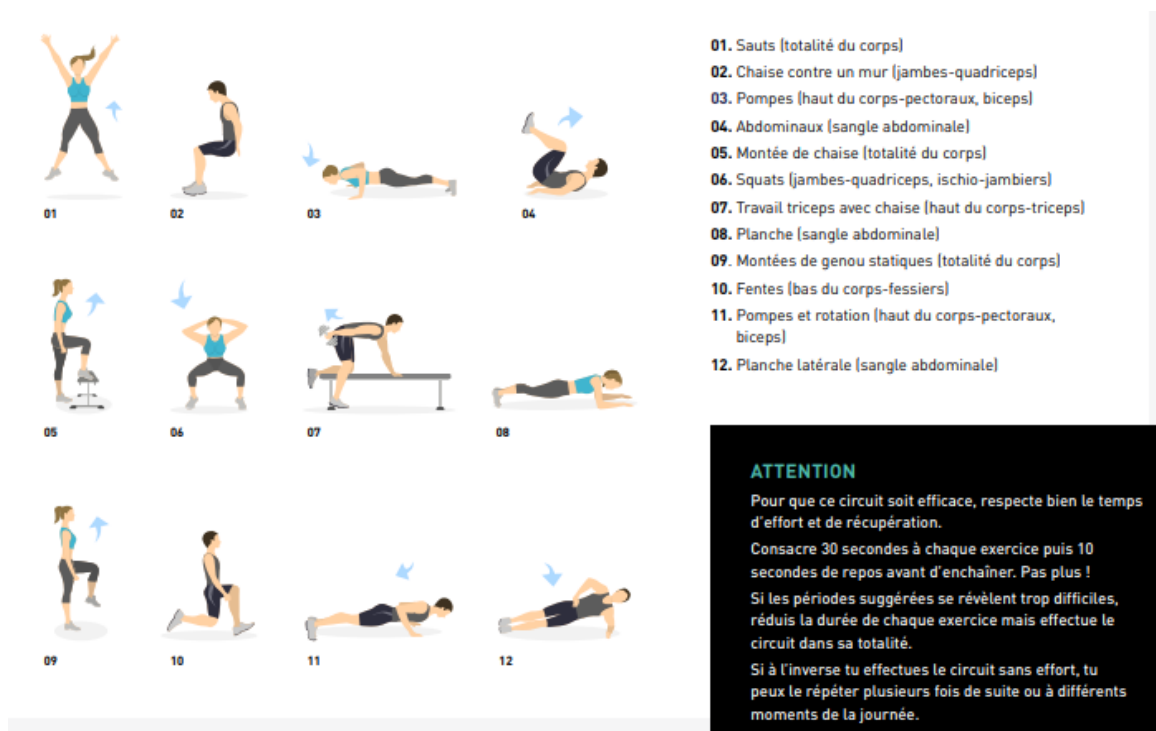 01
02
03
04
05
06
07
08
09
10
11
12
01. Sauts (totalité du corps)
02. Chaise contre un mur (jambes-quadriceps)
03. Pompes (haut du corps-pectoraux, biceps)
04. Abdominaux (sangle abdominale)
05. Montée de chaise (totalité du corps)
06. Squats (jambes-quadriceps, ischio-jambiers)
07. Travail triceps avec chaise (haut du corps-triceps)
08. Planche (sangle abdominale)
09. Montées de genou statiques (totalité du corps)
10. Fentes (bas du corps-fessiers)
11. Pompes et rotation (haut du corps-pectoraux,
biceps)
12. Planche latérale (sangle abdominale)
ATTENTION
Pour que ce circuit soit efficace, respecte bien le temps
d'effort et de récupération.
Consacre 30 secondes à chaque exercice puis 10
secondes de repos avant d'enchaîner. Pas plus !
Si les périodes suggérées se révèlent trop difficiles,
réduis la durée de chaque exercice mais effectue le
circuit dans sa totalité.
Si à l'inverse tu effectues le circuit sans effort, tu
peux le répéter plusieurs fois de suite ou à différents
moments de la journée.